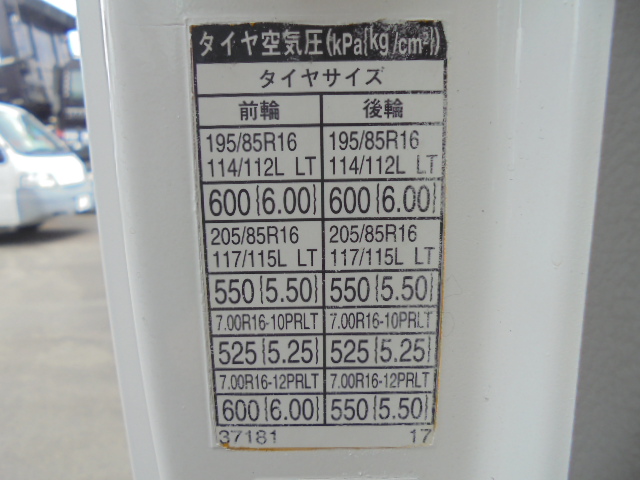 タイヤ空気圧(kPa{kg/cm²})
タイヤサイズ
前輪 後輪
195/85R16 195/85R16
114/112L LT 114/112L LT
600{6.00} 600{6.00}
205/85R16 205/85R16
117/115L LT 117/115L LT
550{5.50} 550{5.50}
7.00R16-10PRLT 7.00R16-10PRLT
525{5.25} 525{5.25}
7.00R16-12PRLT 7.00R16-12PRLT
600{6.00} 550{5.50}
37181 17